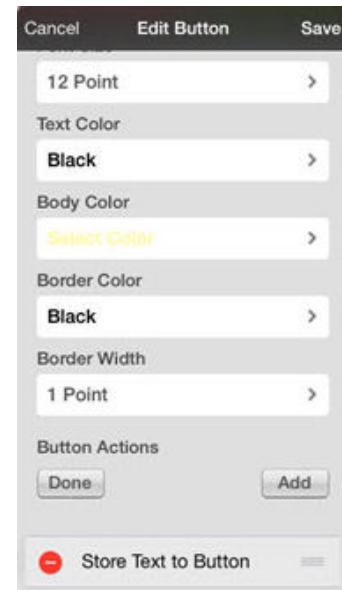 Cancel Edit Button Save
12 Point
Text Color
Black
Body Color
Select Color
Border Color
Black
Border Width
1 Point
Button Actions
Done Add
Store Text to Button